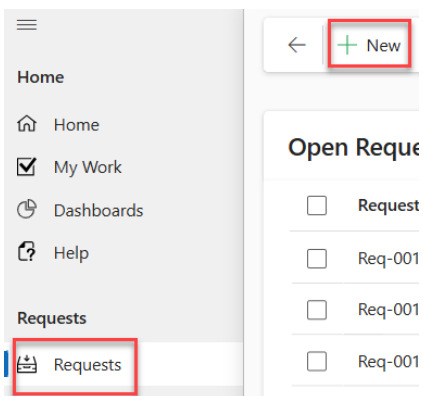 Home
Home
My Work
Dashboards
Help
Requests
Requests
New
Open Reque
Request
Req-001
Req-001
Req-001